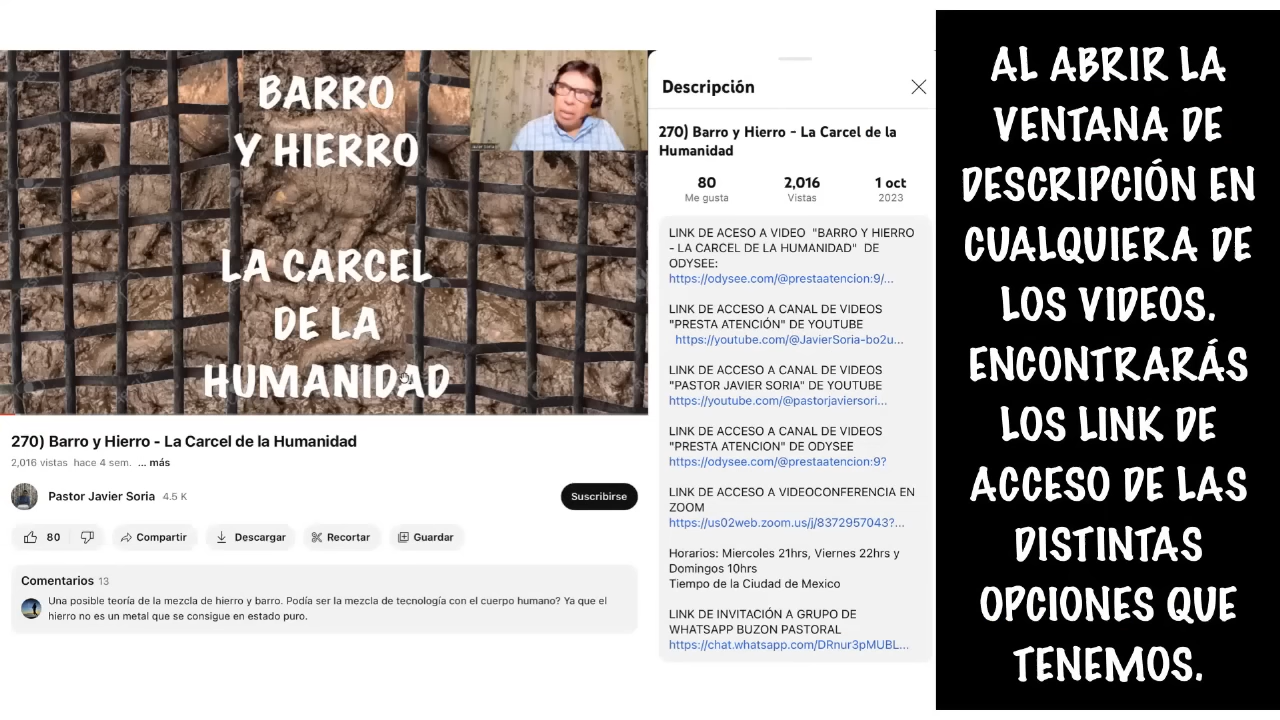 BARRO
Y HIERRO
LA CARCEL
DE LA
HUMANIDAD
270) Barro y Hierro - La Carcel de la Humanidad
2,016 vistas hace 4 sem. ... más
Pastor Javier Soria 4.5 K
Suscribirse
80
Compartir
Descargar
Recortar
Guardar
Comentarios 13
Una posible teoría de la mezcla de hierro y barro. Podía ser la mezcla de tecnología con el cuerpo humano? Ya que el
hierro no es un metal que se consigue en estado puro.
Descripción
270) Barro y Hierro - La Carcel de la
Humanidad
80 2,016 1 oct
Me gusta Vistas 2023
LINK DE ACESO A VIDEO "BARRO Y HIERRO
- LA CARCEL DE LA HUMANIDAD" DE
ODYSEE:
https://odysee.com/@prestaatencion:9/...
LINK DE ACCESO A CANAL DE VIDEOS
"PRESTA ATENCIÓN" DE YOUTUBE
https://youtube.com/@JavierSoria-bo2u...
LINK DE ACCESO A CANAL DE VIDEOS
"PASTOR JAVIER SORIA" DE YOUTUBE
https://youtube.com/@pastorjaviersori...
LINK DE ACCESO A CANAL DE VIDEOS
"PRESTA ATENCION" DE ODYSEE
https://odysee.com/@prestaatencion:9?
LINK DE ACCESO A VIDEOCONFERENCIA EN
ZOOM
https://us02web.zoom.us/j/8372957043?...
Horarios: Miercoles 21hrs, Viernes 22hrs y
Domingos 10hrs
Tiempo de la Ciudad de Mexico
LINK DE INVITACIÓN A GRUPO DE
WHATSAPP BUZON PASTORAL
https://chat.whatsapp.com/DRnur3pMUBL...
AL ABRIR LA
VENTANA DE
DESCRIPCIÓN EN
CUALQUIERA DE
LOS VIDEOS.
ENCONTRARÁS
LOS LINK DE
ACCESO DE LAS
DISTINTAS
OPCIONES QUE
TENEMOS.